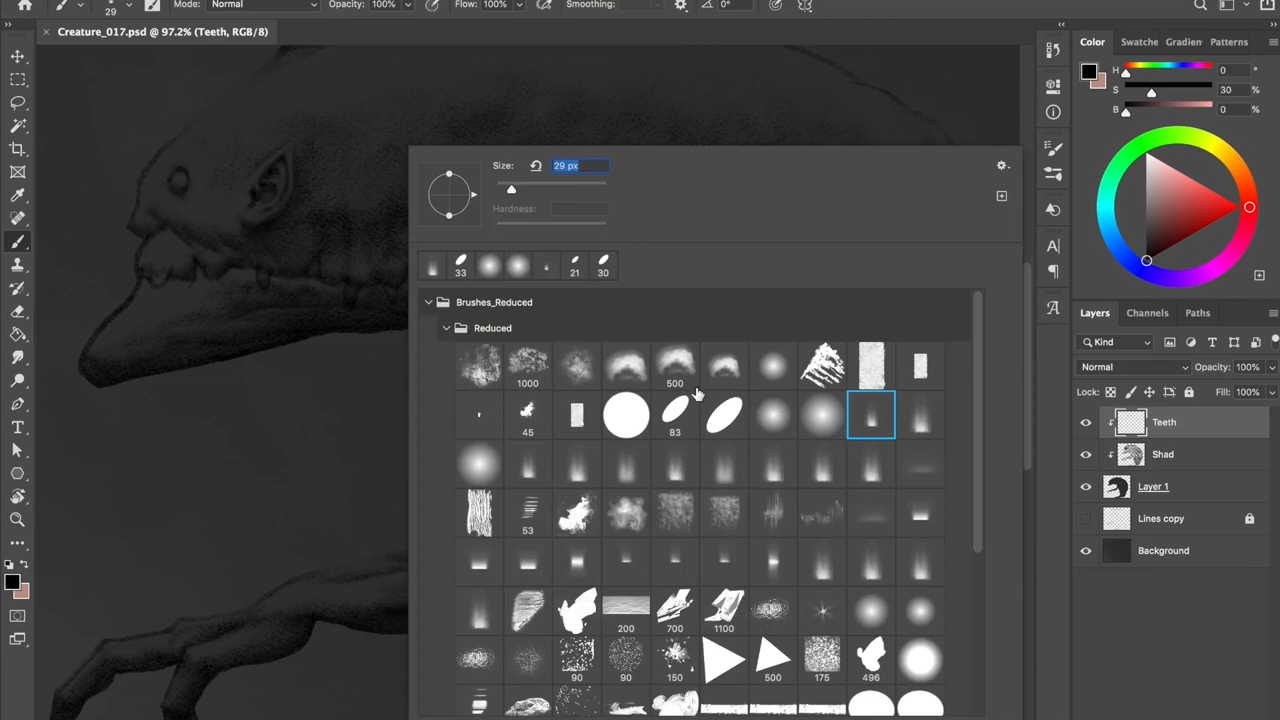 29 Mode: Normal Opacity: 100% Flow: 100% Smoothing: 0°
× Creature_017.psd @ 97.2% (Teeth, RGB/8)
Color Swatche Gradien Patterns
H 0 °
S 30 %
B 0 %
Size: 29 px
Hardness:
33 21 30
Brushes_Reduced
Reduced
1000 500
45 83
53
200 700 1100
90 90 150 500 175 496
Layers Channels Paths
Kind
Normal Opacity: 100%
Lock: Fill: 100%
Teeth
Shad
Layer 1
Lines copy
Background